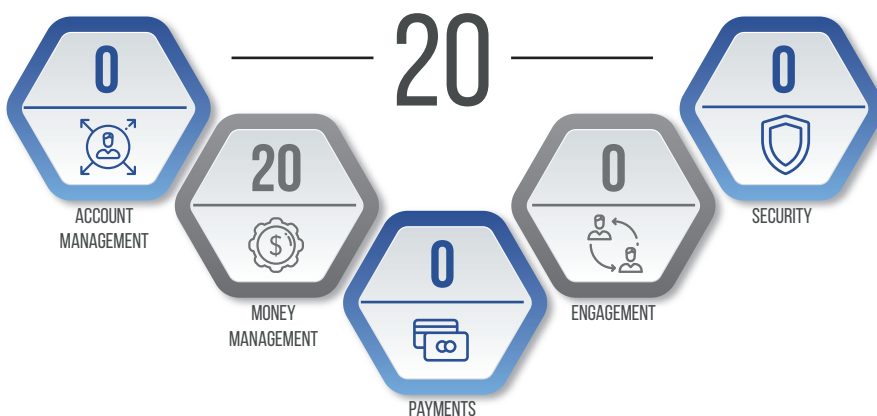 20
0
ACCOUNT
MANAGEMENT
20
$
MONEY
MANAGEMENT
0
PAYMENTS
0
ENGAGEMENT
0
SECURITY